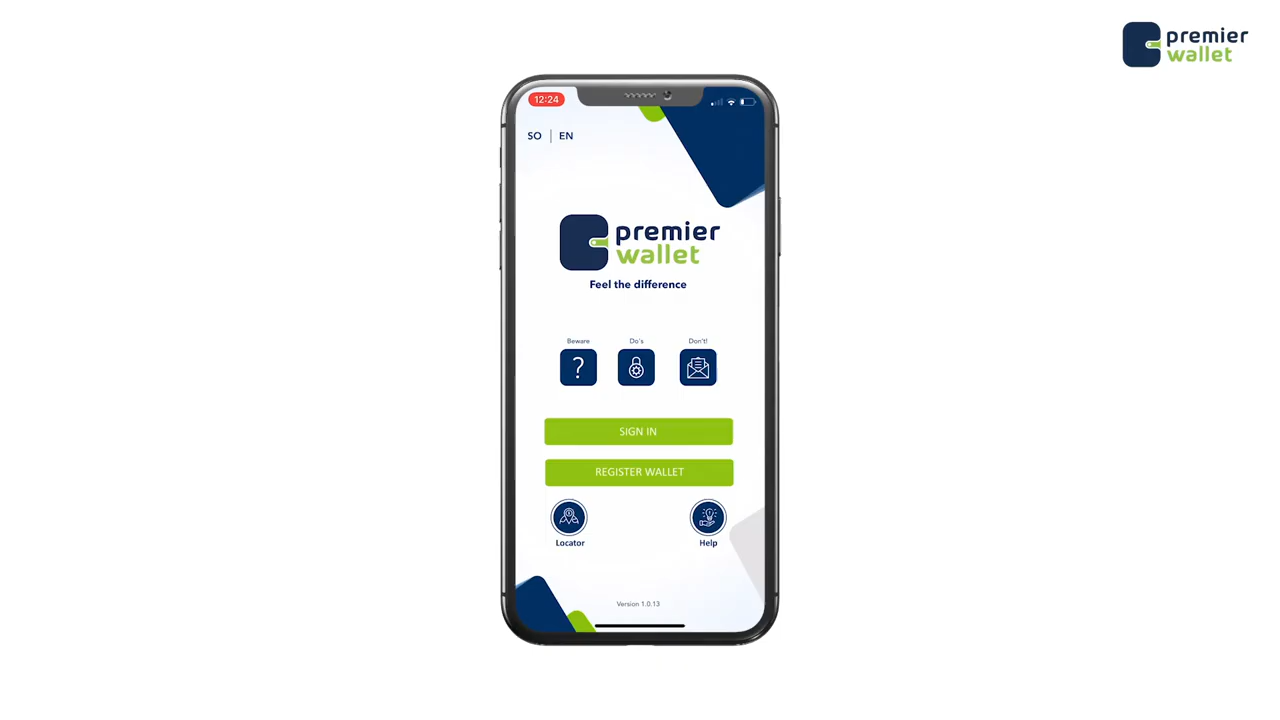 premier
wallet
12:24
SO | EN
premier
wallet
Feel the difference
Beware
Do's
Don't!
?
SIGN IN
REGISTER WALLET
Locator
Help
Version 1.0.13